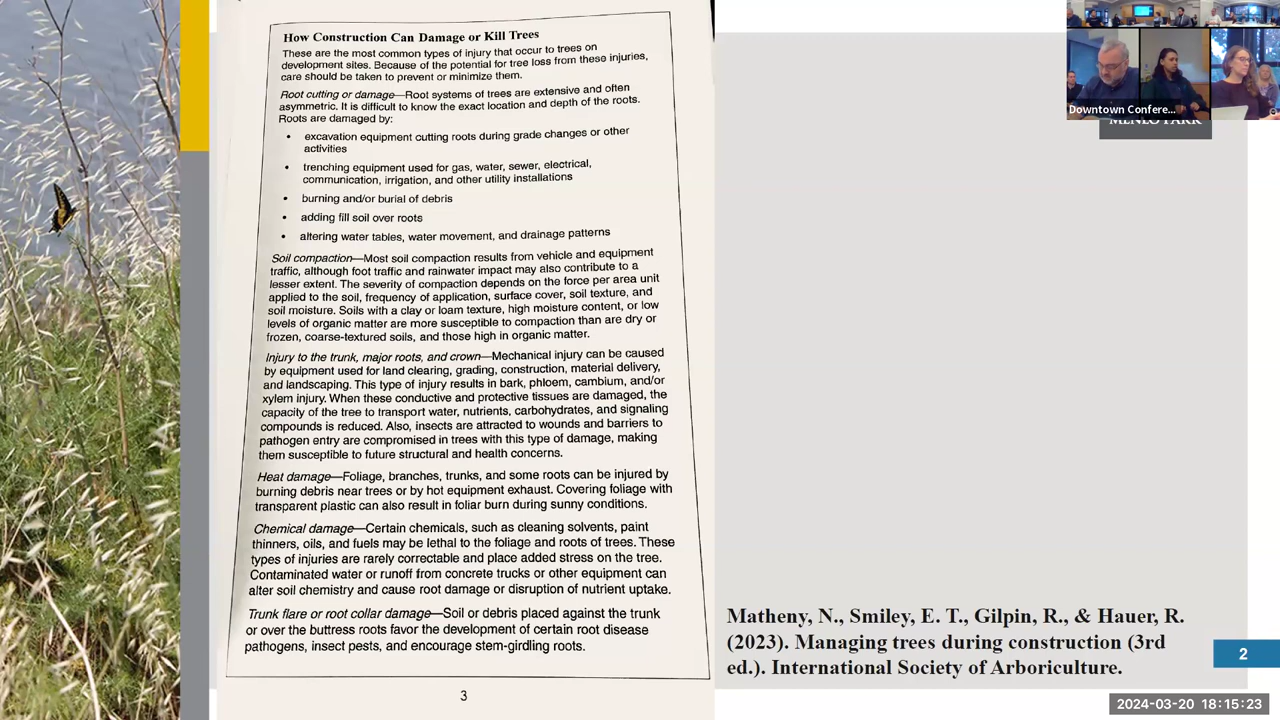 How Construction Can Damage or Kill Trees
These are the most common types of injury that occur to trees on
development sites. Because of the potential for tree loss from these injuries,
care should be taken to prevent or minimize them.
Root cutting or damage—Root systems of trees are extensive and often
asymmetric. It is difficult to know the exact location and depth of the roots.
Roots are damaged by:
• excavation equipment cutting roots during grade changes or other
activities
• trenching equipment used for gas, water, sewer, electrical,
communication, irrigation, and other utility installations
• burning and/or burial of debris
• adding fill soil over roots
• altering water tables, water movement, and drainage patterns
Soil compaction—Most soil compaction results from vehicle and equipment
traffic, although foot traffic and rainwater impact may also contribute to a
lesser extent. The severity of compaction depends on the force per area unit
applied to the soil, frequency of application, surface cover, soil texture, and
soil moisture. Soils with a clay or loam texture, high moisture content, or low
levels of organic matter are more susceptible to compaction than are dry or
frozen, coarse-textured soils, and those high in organic matter.
Injury to the trunk, major roots, and crown—Mechanical injury can be caused
by equipment used for land clearing, grading, construction, material delivery,
and landscaping. This type of injury results in bark, phloem, cambium, and/or
xylem injury. When these conductive and protective tissues are damaged, the
capacity of the tree to transport water, nutrients, carbohydrates, and signaling
compounds is reduced. Also, insects are attracted to wounds and barriers to
pathogen entry are compromised in trees with this type of damage, making
them susceptible to future structural and health concerns.
Heat damage—Foliage, branches, trunks, and some roots can be injured by
burning debris near trees or by hot equipment exhaust. Covering foliage with
transparent plastic can also result in foliar burn during sunny conditions.
Chemical damage—Certain chemicals, such as cleaning solvents, paint
thinners, oils, and fuels may be lethal to the foliage and roots of trees. These
types of injuries are rarely correctable and place added stress on the tree.
Contaminated water or runoff from concrete trucks or other equipment can
alter soil chemistry and cause root damage or disruption of nutrient uptake.
Trunk flare or root collar damage—Soil or debris placed against the trunk
or over the buttress roots favor the development of certain root disease
pathogens, insect pests, and encourage stem-girdling roots.
3
Downtown Confere...
MENLO PARK
Matheny, N., Smiley, E. T., Gilpin, R., & Hauer, R.
(2023). Managing trees during construction (3rd
ed.). International Society of Arboriculture.
2
2024-03-20 18:15:23